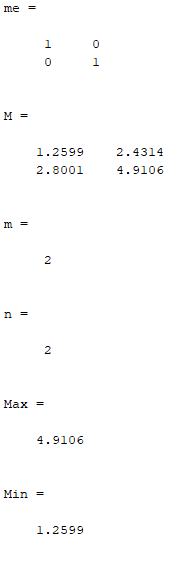 me =
1 0
0 1
M =
1.2599 2.4314
2.8001 4.9106
m =
2
n =
2
Max =
4.9106
Min =
1.2599